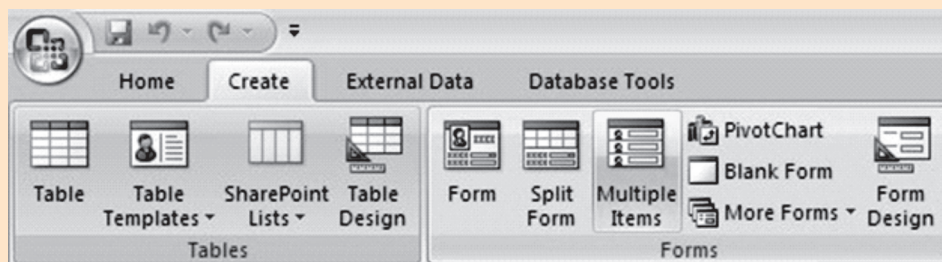 Home Create External Data Database Tools
Table
Table Templates
SharePoint Lists
Table Design
Tables
Form
Split Form
Multiple Items
PivotChart
Blank Form
More Forms
Form Design
Forms